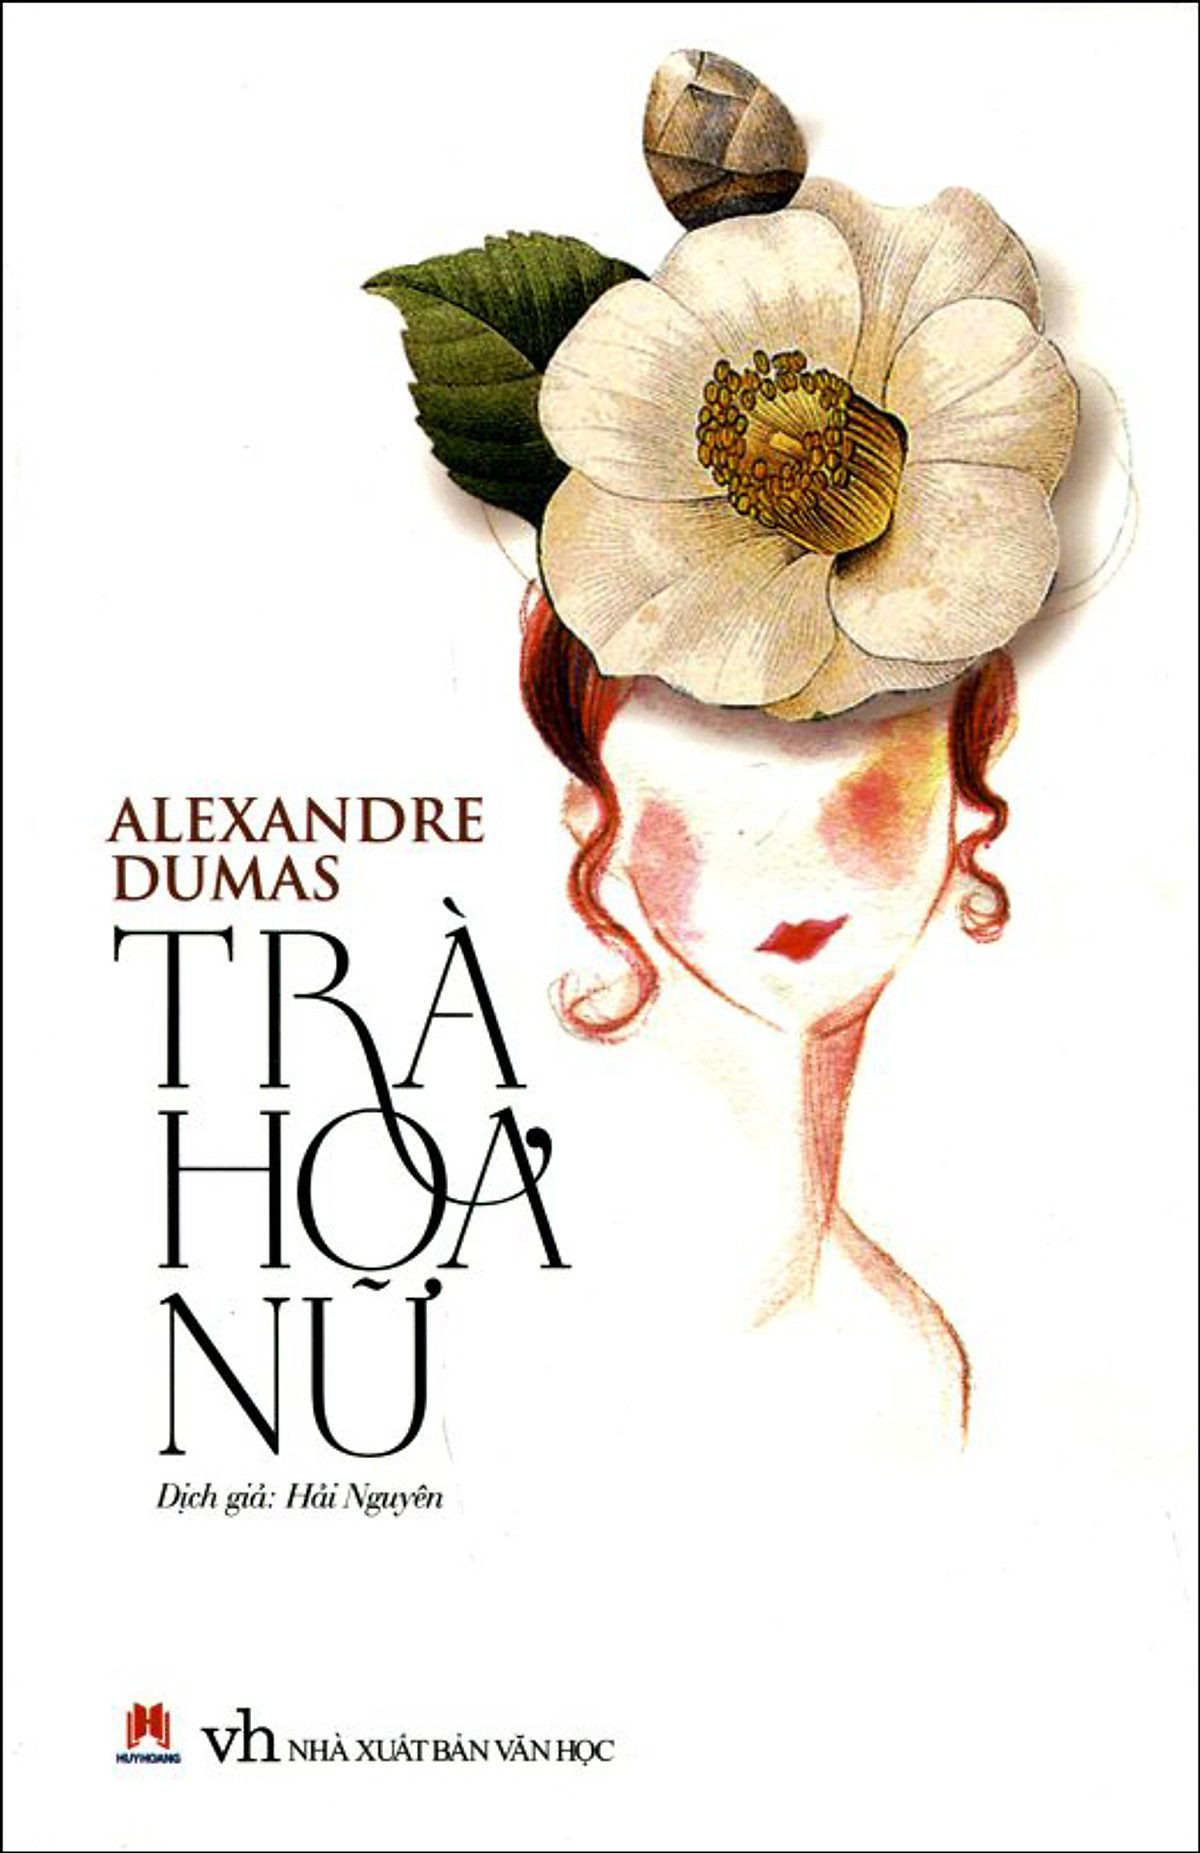 ALEXANDRE
DUMAS
TRÀ
HOA
NỮ
Dịch giả: Hải Nguyên
HUYHOANG
vh NHÀ XUẤT BẢN VĂN HỌC